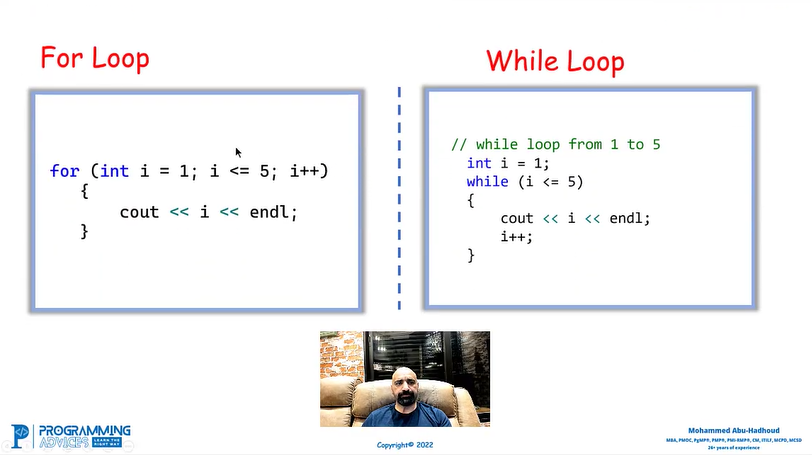 For Loop
for (int i = 1; i <= 5; i++)
{
cout << i << endl;
}
While Loop
// while loop from 1 to 5
int i = 1;
while (i <= 5)
{
cout << i << endl;
i++;
}
PROGRAMMING
ADVICES LEARN THE RIGHT WAY
Copyright© 2022
Mohammed Abu-Hadhoud
MBA, PMOC, PgMP®, PMP®, PMI-RMP®, CM, ITILF, MCPD, MCSD
26+ years of experience